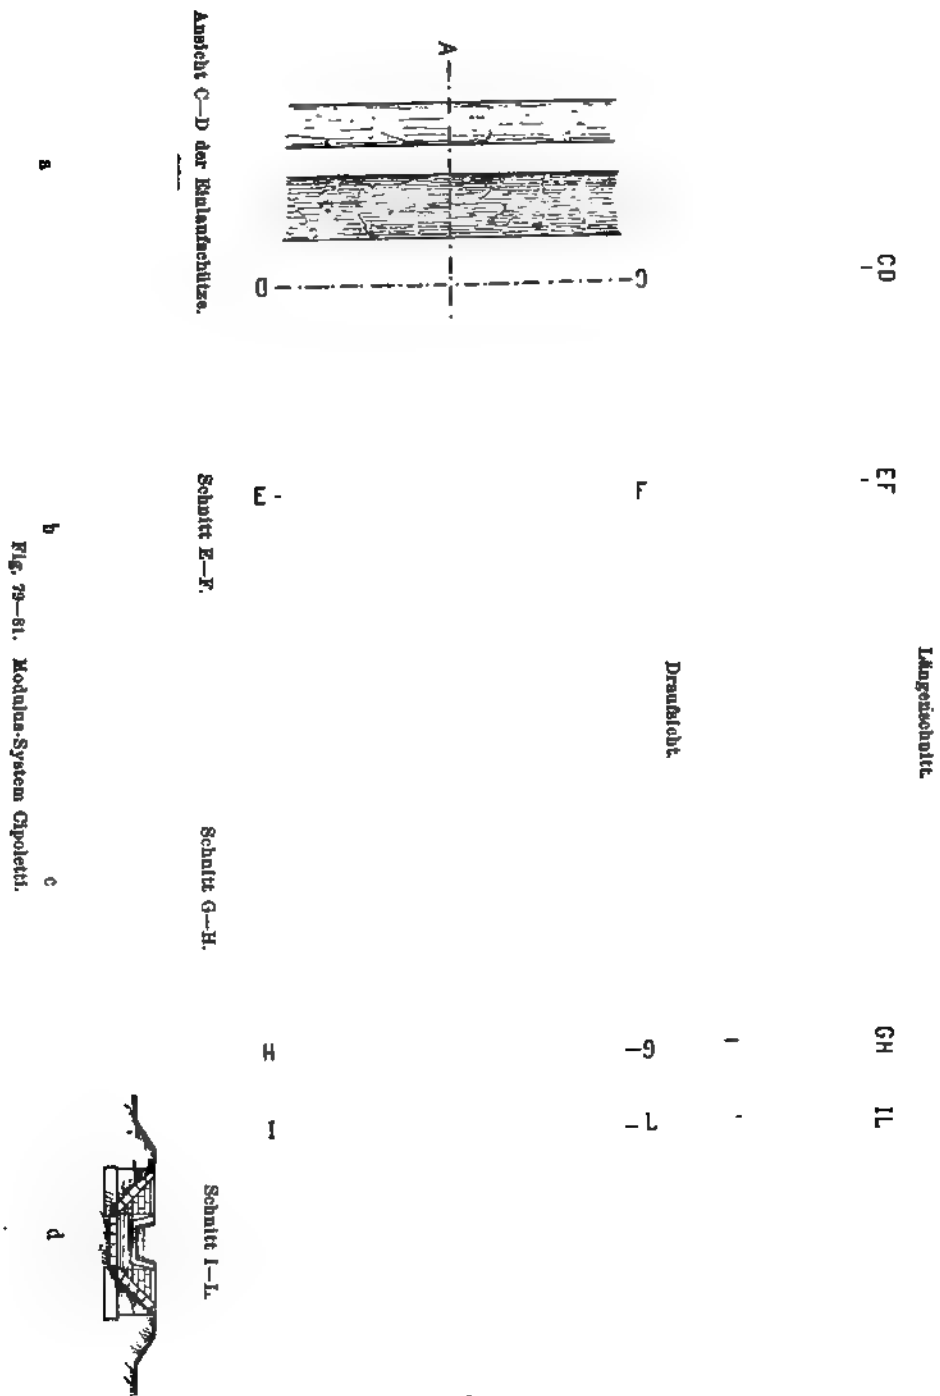 Längenschnitt.
CD
EF
GH
IL
Draufsicht.
C
F
G
L
A
D
E
H
I
Ansicht C—D der Einlaufschütze.
Schnitt E—F.
Schnitt G—H.
Schnitt I—L.
a
b
c
d
Fig. 79—81. Modulus-System Cipoletti.